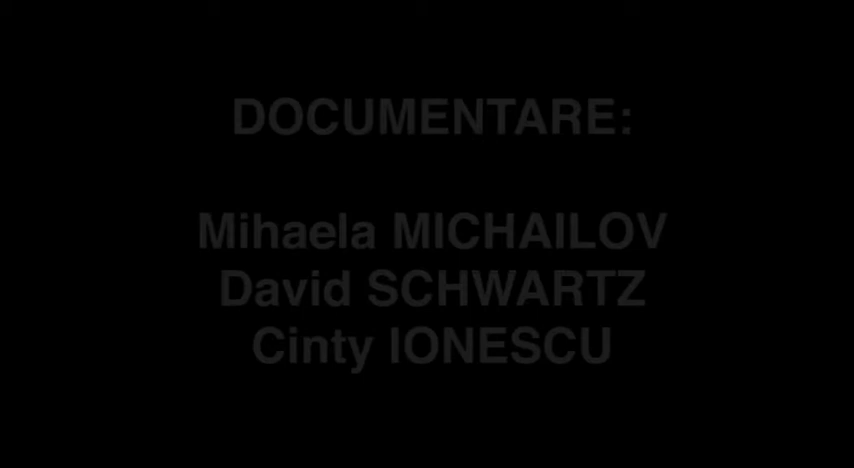 DOCUMENTARE:
Mihaela MICHAILOV
David SCHWARTZ
Cinty IONESCU